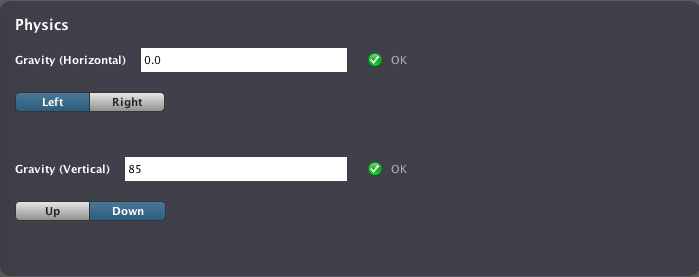 Physics
Gravity (Horizontal) 0.0 OK
Left Right
Gravity (Vertical) 85 OK
Up Down